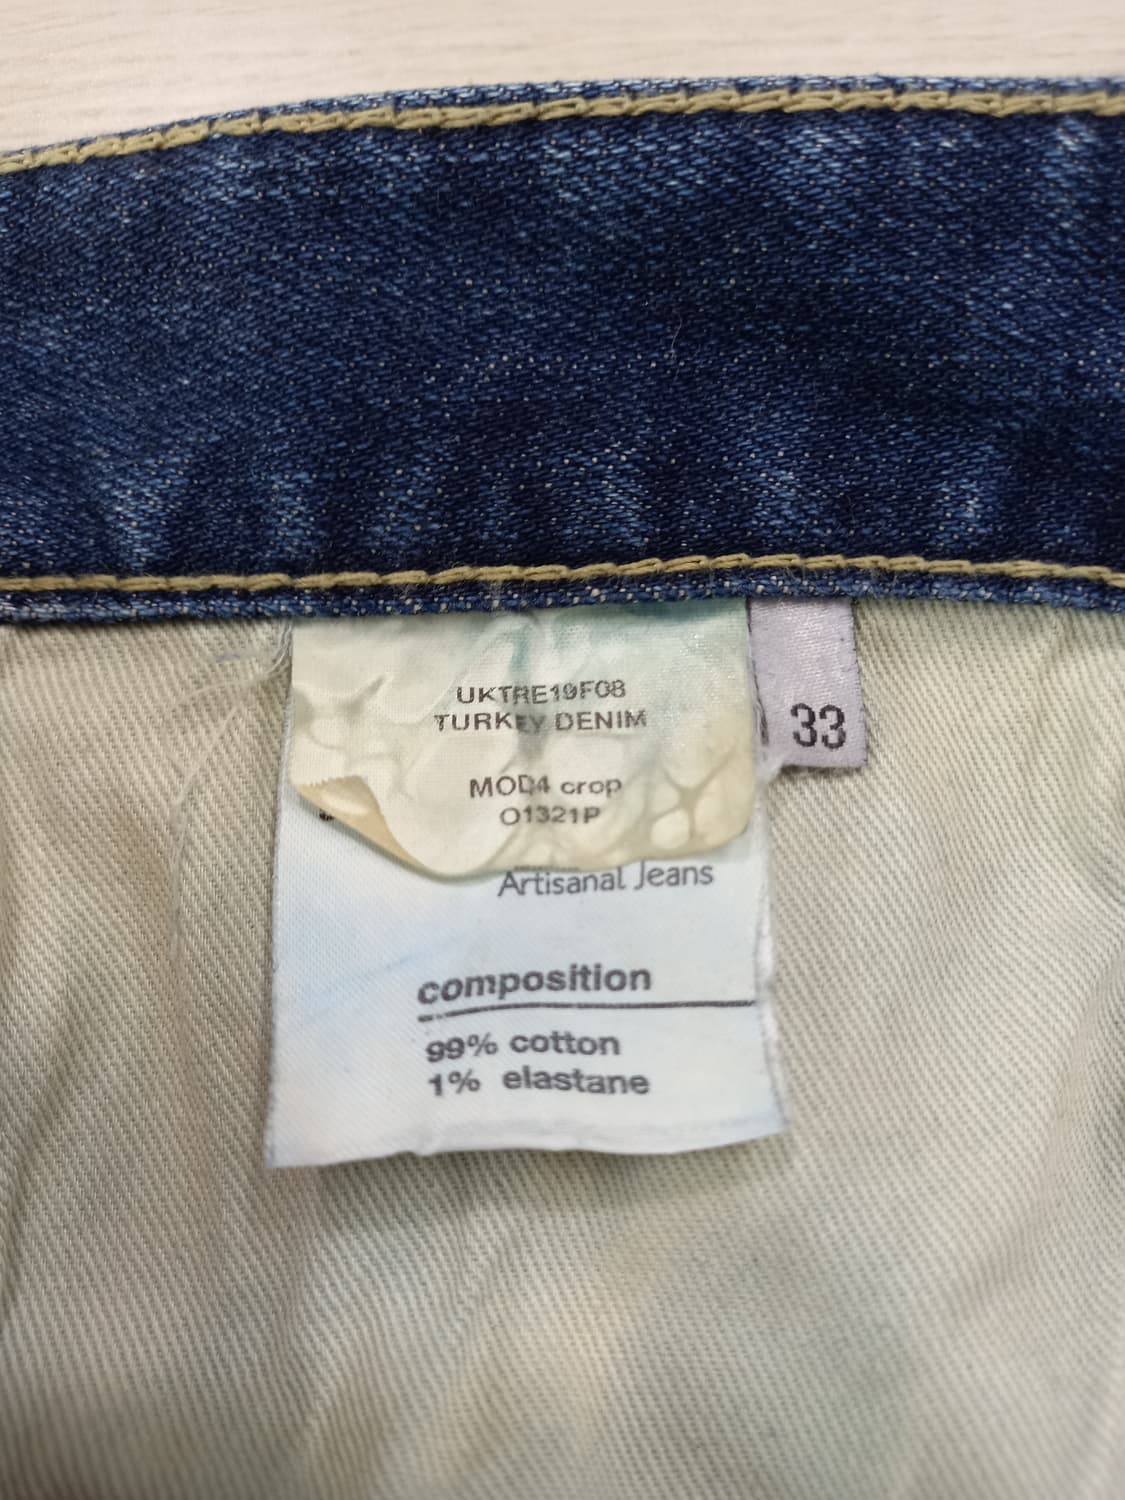 UKTRE19F08
TURKEY DENIM
33
MOD4 crop
O1321P
Artisanal Jeans
composition
99% cotton
1% elastane